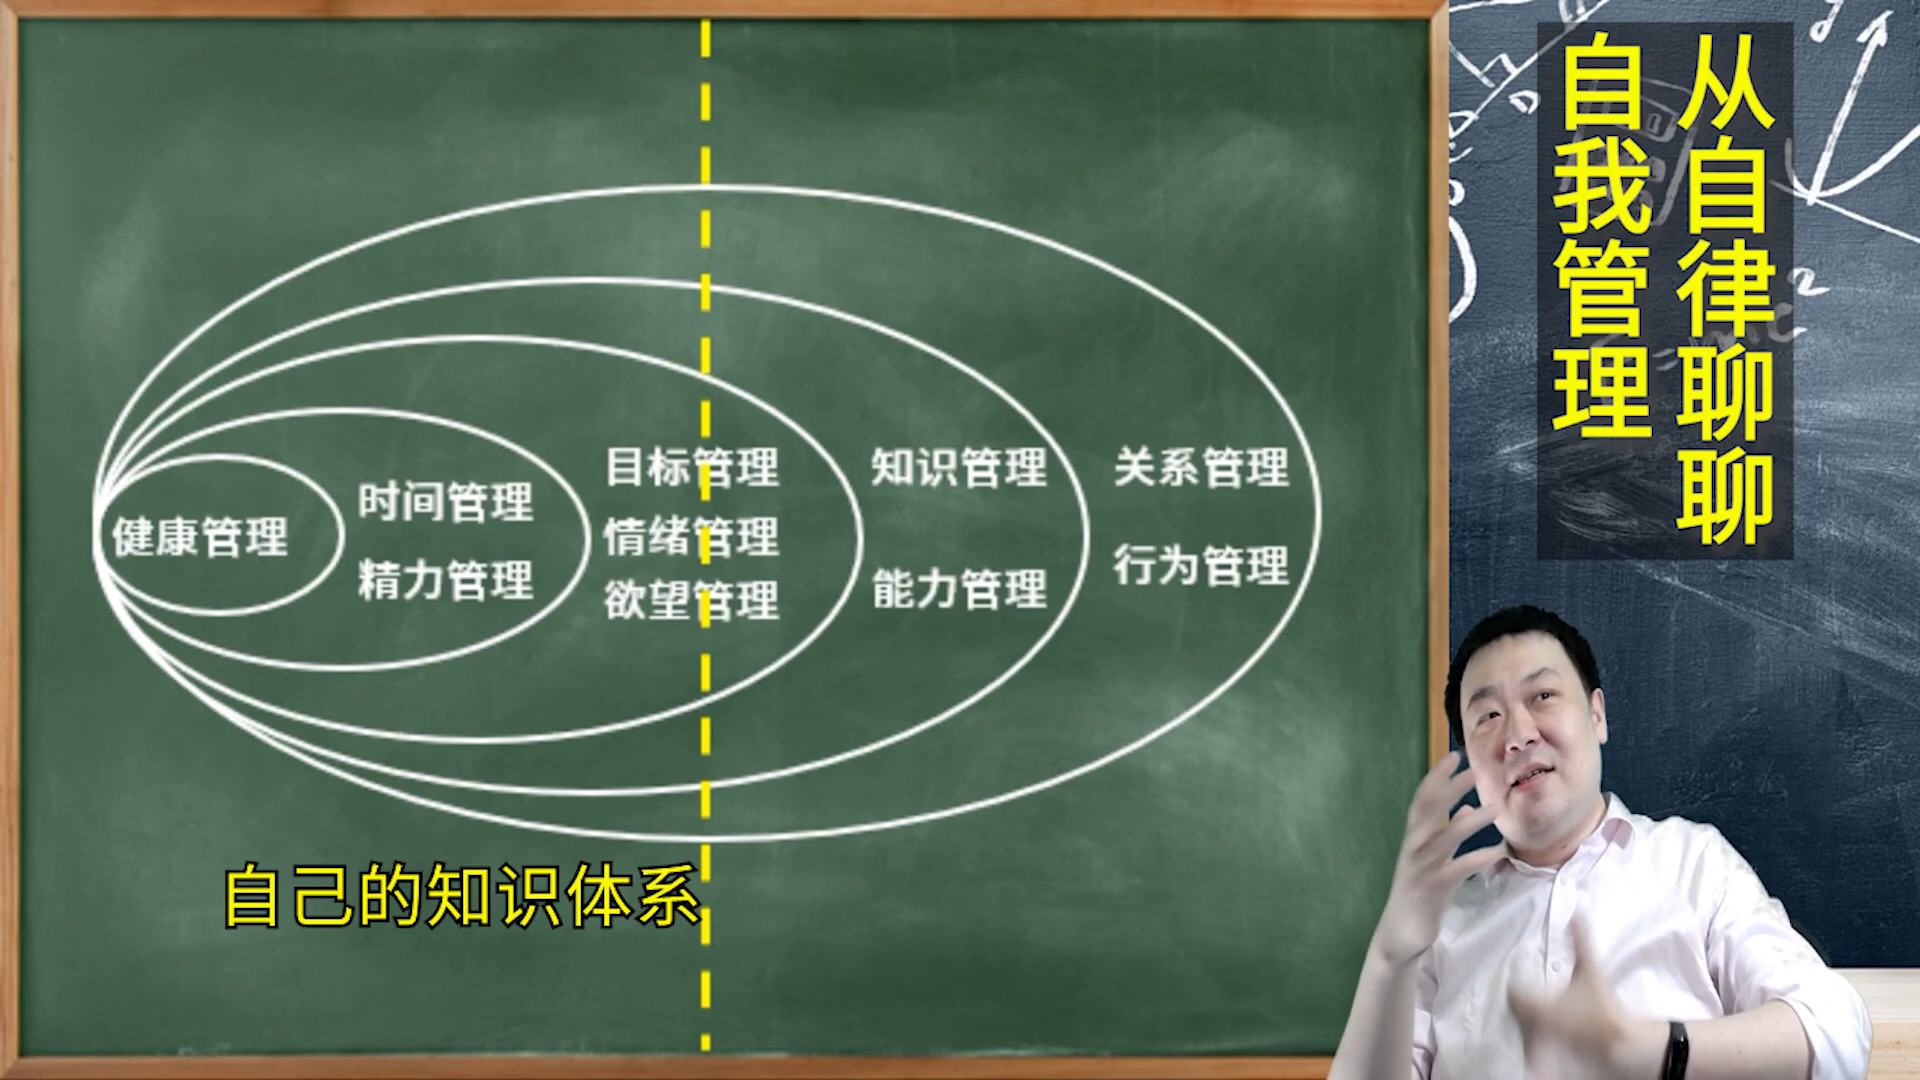 从自律聊聊
自我管理
健康管理
时间管理
精力管理
目标管理
情绪管理
欲望管理
知识管理
能力管理
关系管理
行为管理
自己的知识体系